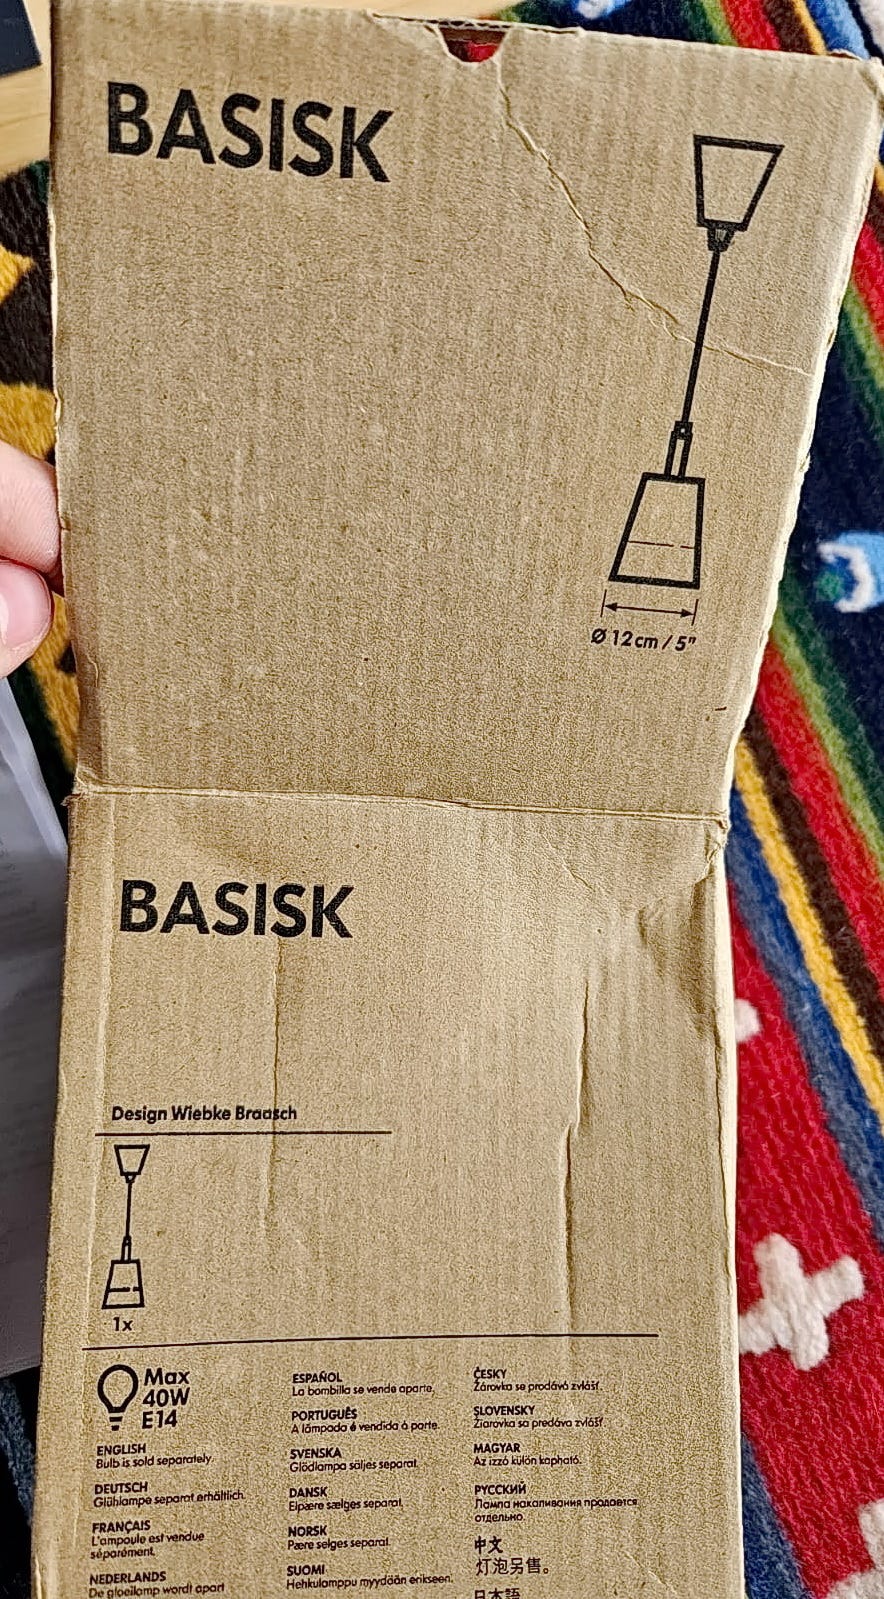 BASISK
Ø 12cm / 5"
BASISK
Design Wiebke Braasch
1x
Max
40W
E14
ENGLISH
Bulb is sold separately.
DEUTSCH
Glühlampe separat erhältlich.
FRANÇAIS
L'ampoule est vendue
séparément.
NEDERLANDS
De gloeilamp wordt apart
ESPAÑOL
La bombilla se vende aparte.
PORTUGUÊS
A lâmpada é vendida à parte.
SVENSKA
Glödlampa säljes separat.
DANSK
Elpære sælges separat.
NORSK
Pære selges separat.
SUOMI
Hehkulamppu myydään erikseen.
ČESKY
Žárovka se prodává zvlášť.
SLOVENSKY
Žiarovka sa predáva zvlášť.
MAGYAR
Az izzó külön kapható.
РУССКИЙ
Лампа накаливания продается
отдельно.
中文
灯泡另售。
日本語